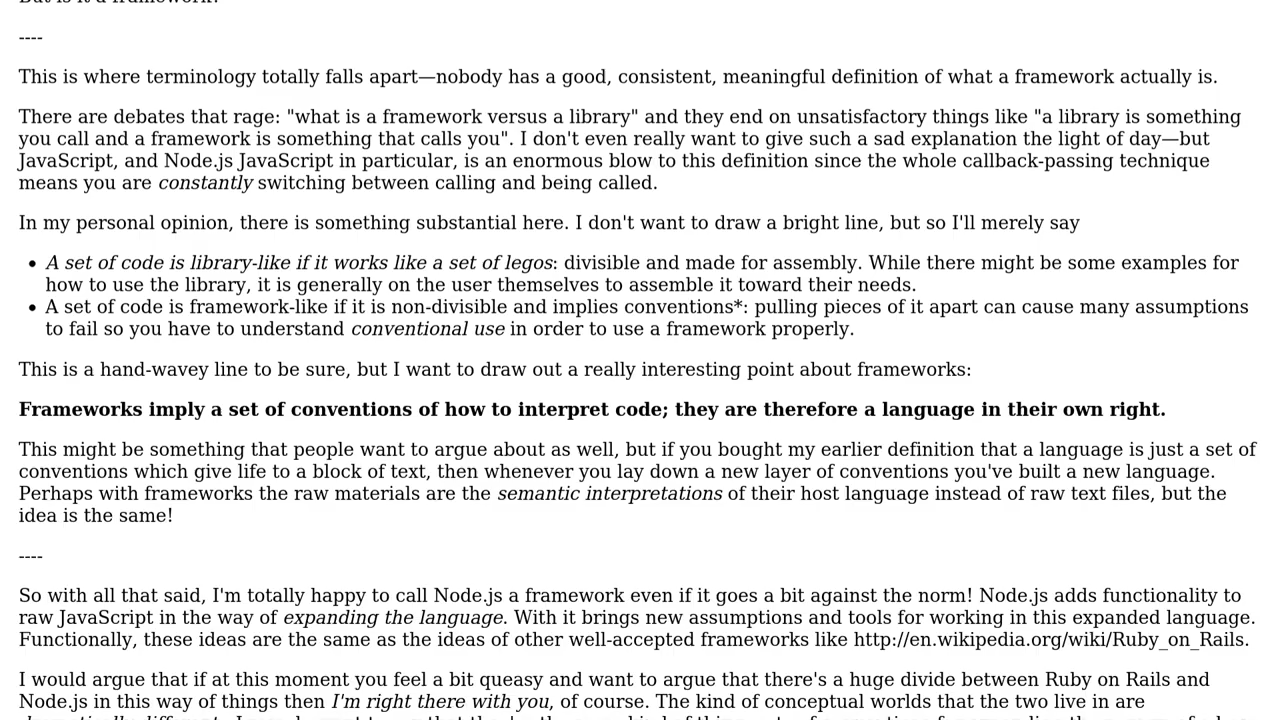 But is it a framework?
----
This is where terminology totally falls apart—nobody has a good, consistent, meaningful definition of what a framework actually is.
There are debates that rage: "what is a framework versus a library" and they end on unsatisfactory things like "a library is something
you call and a framework is something that calls you". I don't even really want to give such a sad explanation the light of day—but
JavaScript, and Node.js JavaScript in particular, is an enormous blow to this definition since the whole callback-passing technique
means you are constantly switching between calling and being called.
In my personal opinion, there is something substantial here. I don't want to draw a bright line, but so I'll merely say
• A set of code is library-like if it works like a set of legos: divisible and made for assembly. While there might be some examples for
how to use the library, it is generally on the user themselves to assemble it toward their needs.
• A set of code is framework-like if it is non-divisible and implies conventions*: pulling pieces of it apart can cause many assumptions
to fail so you have to understand conventional use in order to use a framework properly.
This is a hand-wavey line to be sure, but I want to draw out a really interesting point about frameworks:
Frameworks imply a set of conventions of how to interpret code; they are therefore a language in their own right.
This might be something that people want to argue about as well, but if you bought my earlier definition that a language is just a set of
conventions which give life to a block of text, then whenever you lay down a new layer of conventions you've built a new language.
Perhaps with frameworks the raw materials are the semantic interpretations of their host language instead of raw text files, but the
idea is the same!
----
So with all that said, I'm totally happy to call Node.js a framework even if it goes a bit against the norm! Node.js adds functionality to
raw JavaScript in the way of expanding the language. With it brings new assumptions and tools for working in this expanded language.
Functionally, these ideas are the same as the ideas of other well-accepted frameworks like http://en.wikipedia.org/wiki/Ruby_on_Rails.
I would argue that if at this moment you feel a bit queasy and want to argue that there's a huge divide between Ruby on Rails and
Node.js in this way of things then I'm right there with you, of course. The kind of conceptual worlds that the two live in are